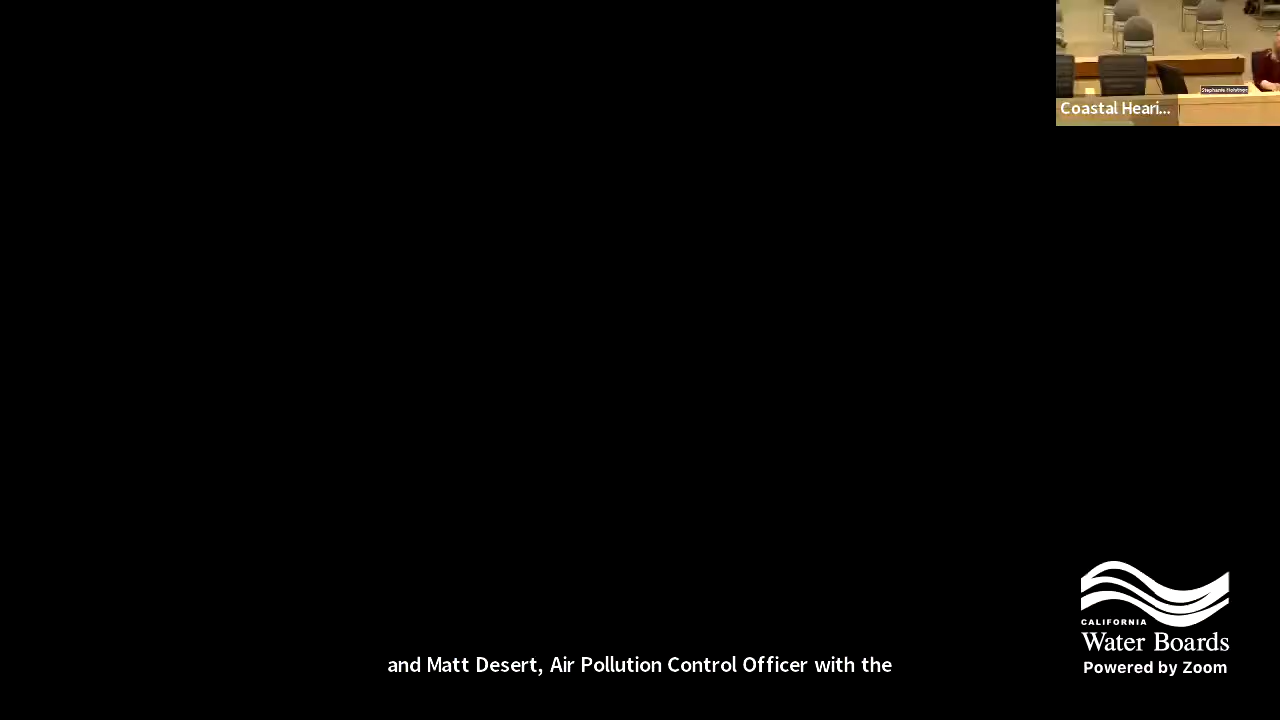 Coastal Heari...
CALIFORNIA
Water Boards
Powered by Zoom
and Matt Desert, Air Pollution Control Officer with the